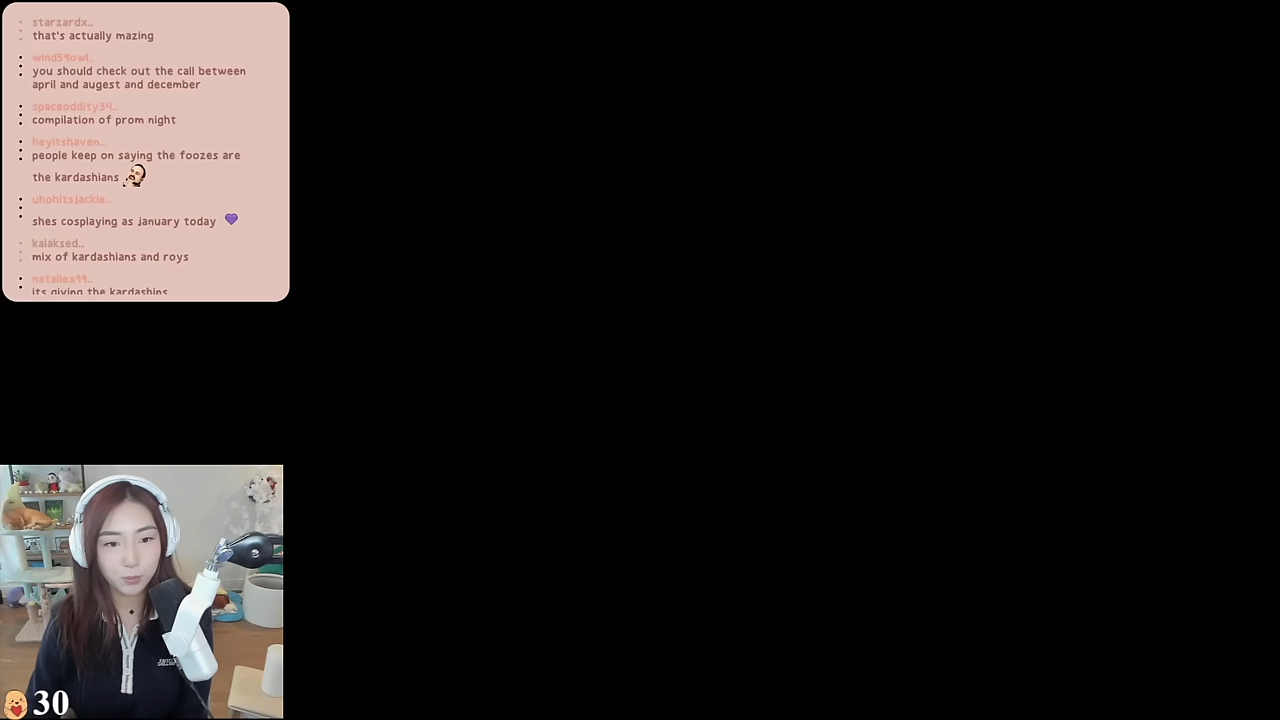 starzardx..
that's actually mazing
wind59owl..
you should check out the call between
april and augest and december
spaceoddity34..
compilation of prom night
heyitshaven..
people keep on saying the foozes are
the kardashians
uhohitsjackie..
shes cosplaying as january today
kalaksed..
mix of kardashians and roys
nataliex99..
its giving the kardashins
30